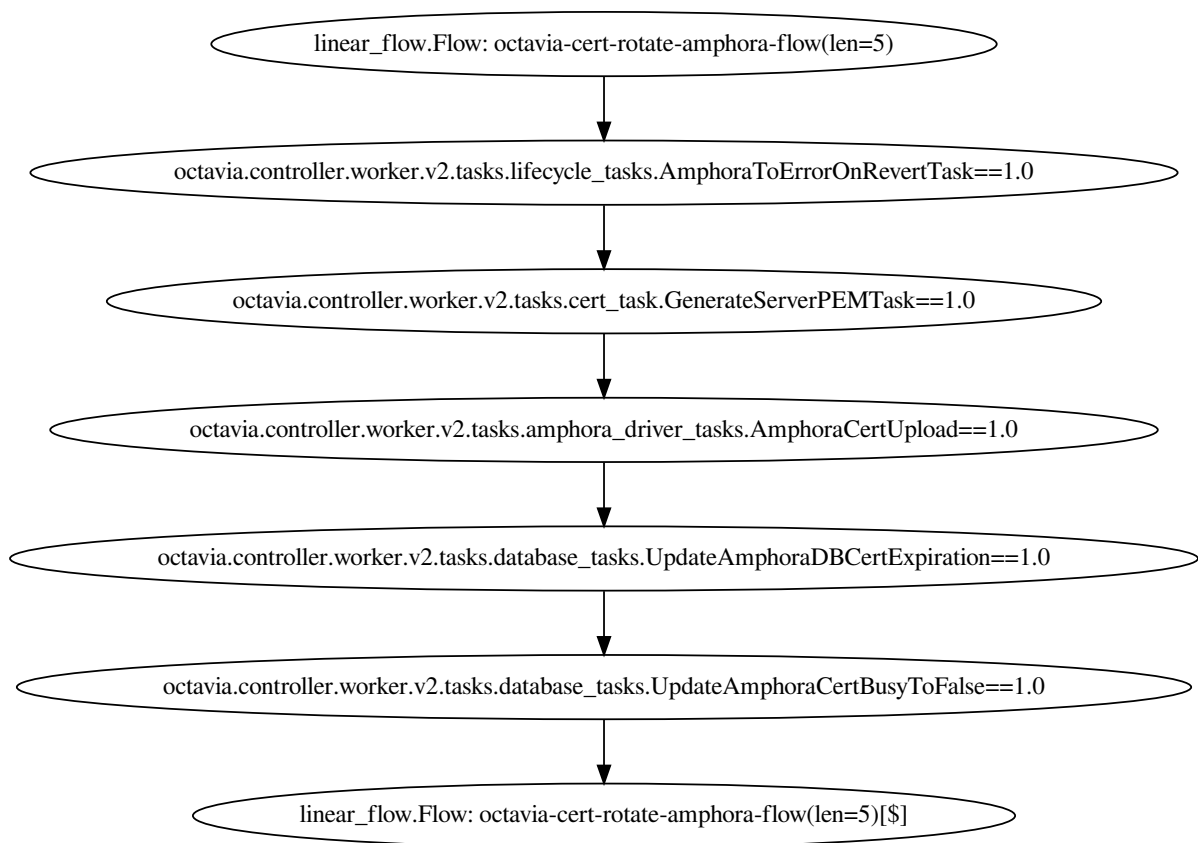 linear_flow.Flow: octavia-cert-rotate-amphora-flow(len=5)
octavia.controller.worker.v2.tasks.lifecycle_tasks.AmphoraToErrorOnRevertTask==1.0
octavia.controller.worker.v2.tasks.cert_task.GenerateServerPEMTask==1.0
octavia.controller.worker.v2.tasks.amphora_driver_tasks.AmphoraCertUpload==1.0
octavia.controller.worker.v2.tasks.database_tasks.UpdateAmphoraDBCertExpiration==1.0
octavia.controller.worker.v2.tasks.database_tasks.UpdateAmphoraCertBusyToFalse==1.0
linear_flow.Flow: octavia-cert-rotate-amphora-flow(len=5)[$]